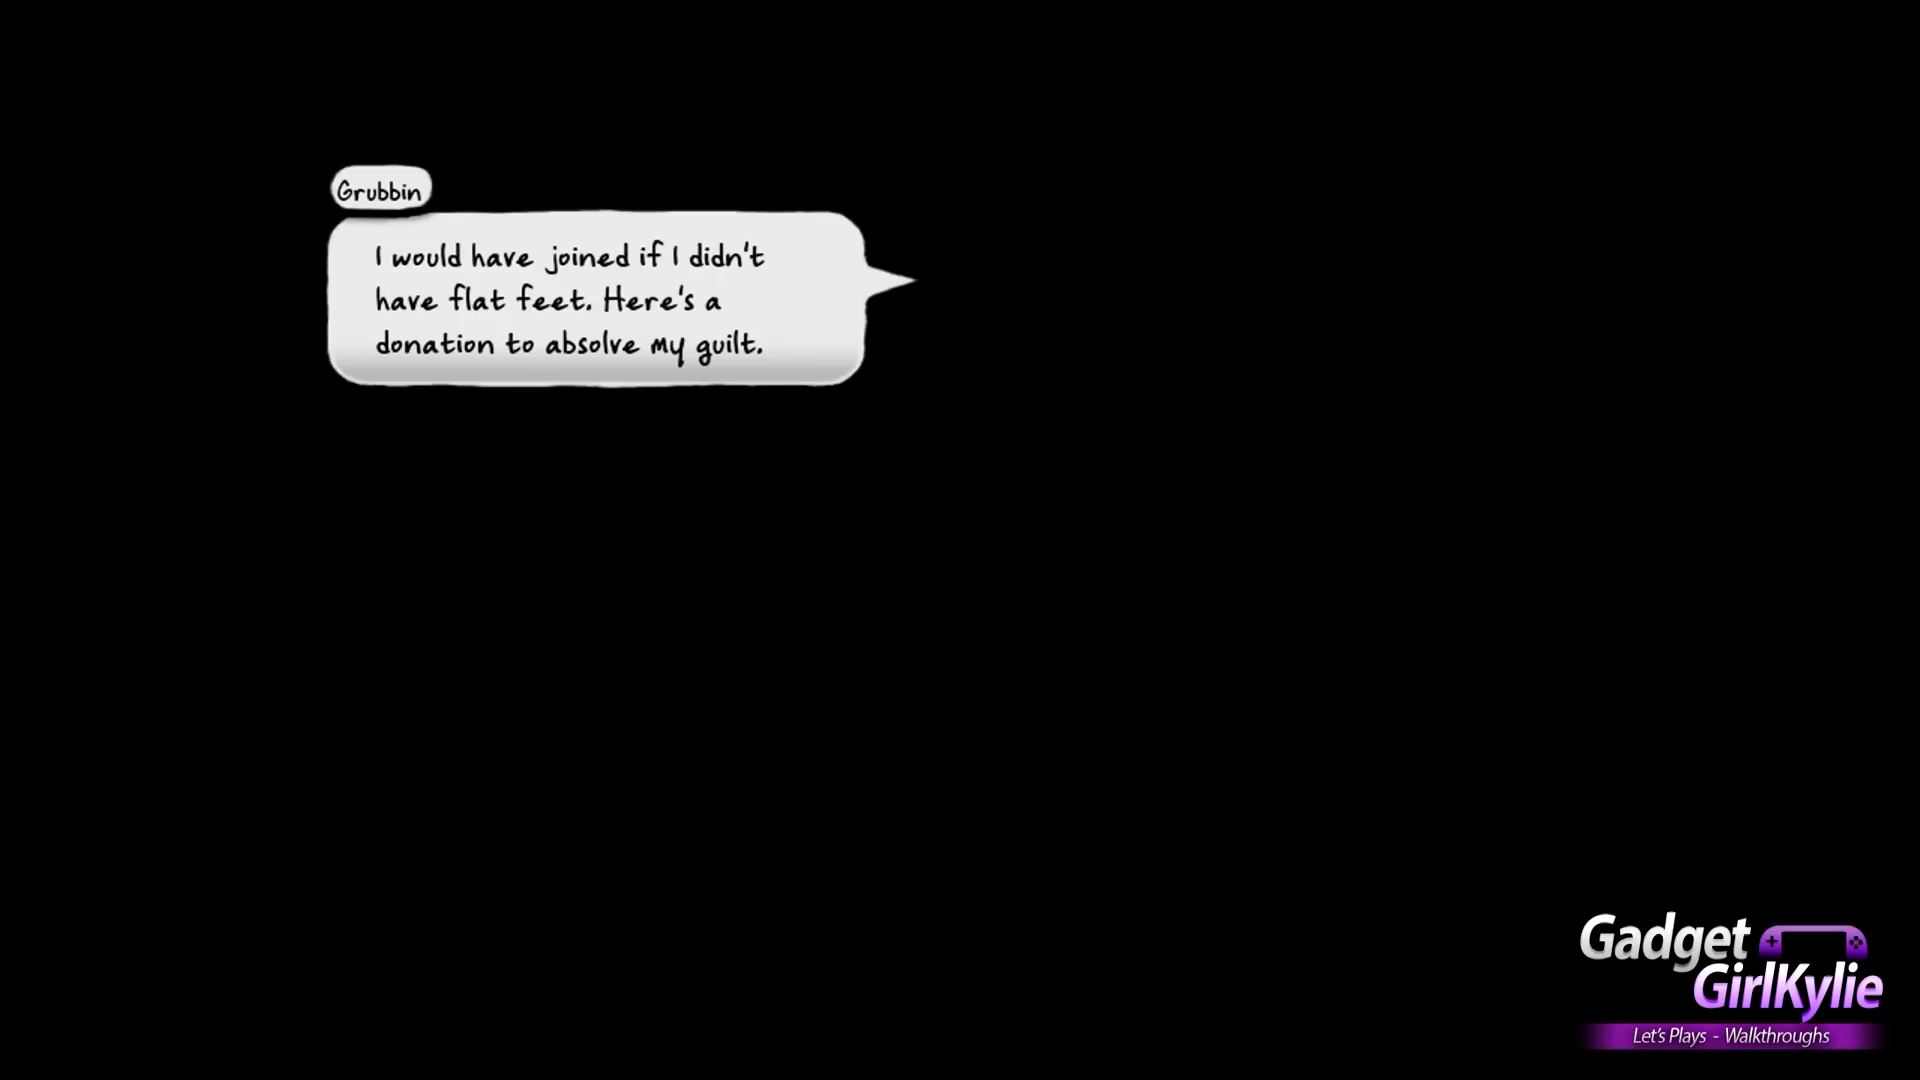 Grubbin
I would have joined if I didn't
have flat feet. Here's a
donation to absolve my guilt.
Gadget
GirlKylie
Let's Plays - Walkthroughs